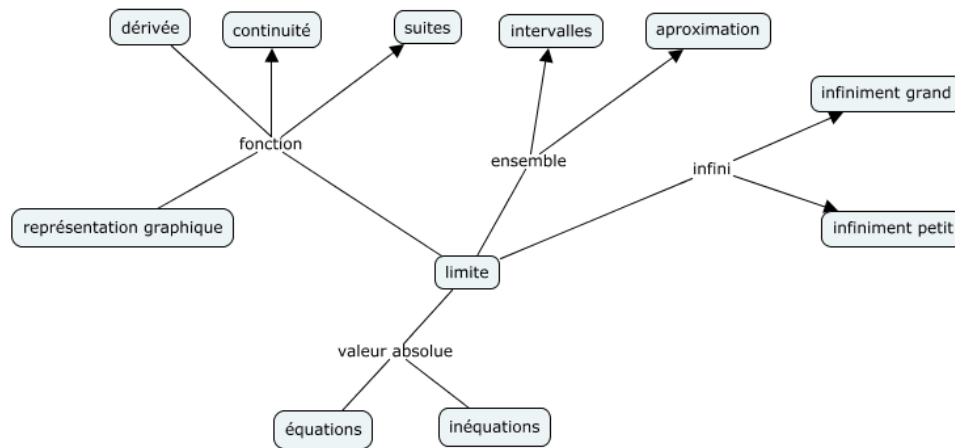 dérivée
continuité
suites
intervalles
aproximation
infiniment grand
fonction
ensemble
infini
représentation graphique
infiniment petit
limite
valeur absolue
équations
inéquations